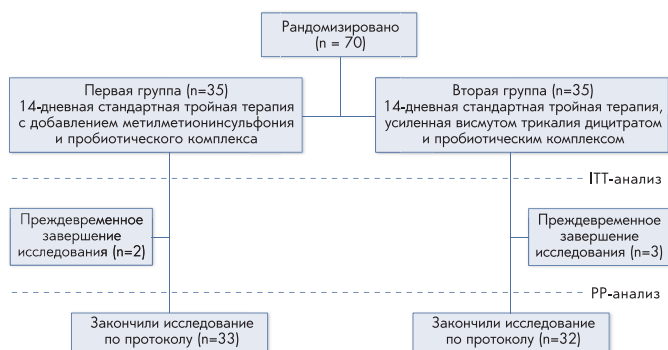 Рандомизировано
(n = 70)
Первая группа (n=35)
14-дневная стандартная тройная терапия
с добавлением метилметионинсульфония
и пробиотического комплекса
Вторая группа (n=35)
14-дневная стандартная тройная терапия,
усиленная висмутом трикалия дицитратом
и пробиотическим комплексом
ITT-анализ
Преждевременное
завершение
исследования (n=2)
Преждевременное
завершение
исследования (n=3)
PP-анализ
Закончили исследование
по протоколу (n=33)
Закончили исследование
по протоколу (n=32)